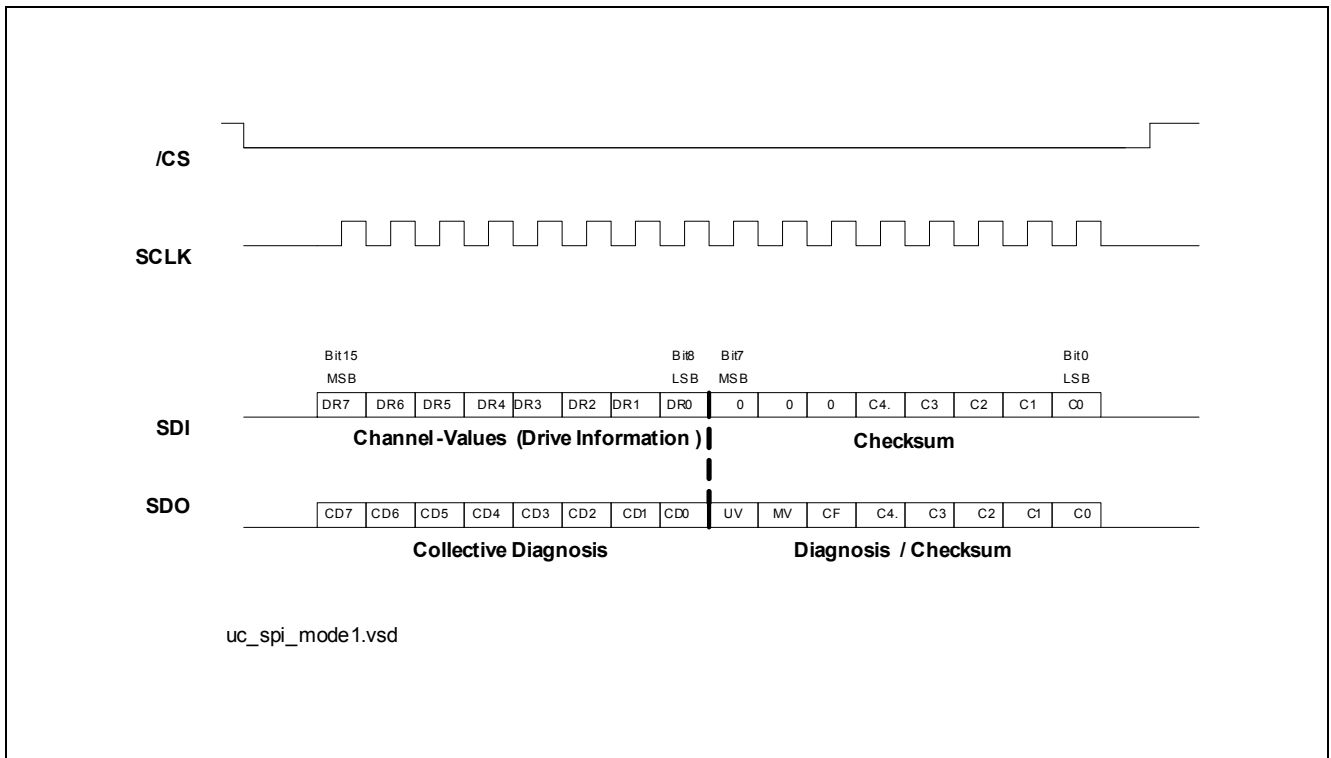 /CS
SCLK
Bit15 Bit8 Bit7 Bit0
MSB LSB MSB LSB
SDI DR7 DR6 DR5 DR4 DR3 DR2 DR1 DR0 0 0 0 C4. C3 C2 C1 C0
Channel-Values (Drive Information ) Checksum
SDO CD7 CD6 CD5 CD4 CD3 CD2 CD1 CD0 UV MV CF C4. C3 C2 C1 C0
Collective Diagnosis Diagnosis / Checksum
uc_spi_mode1.vsd